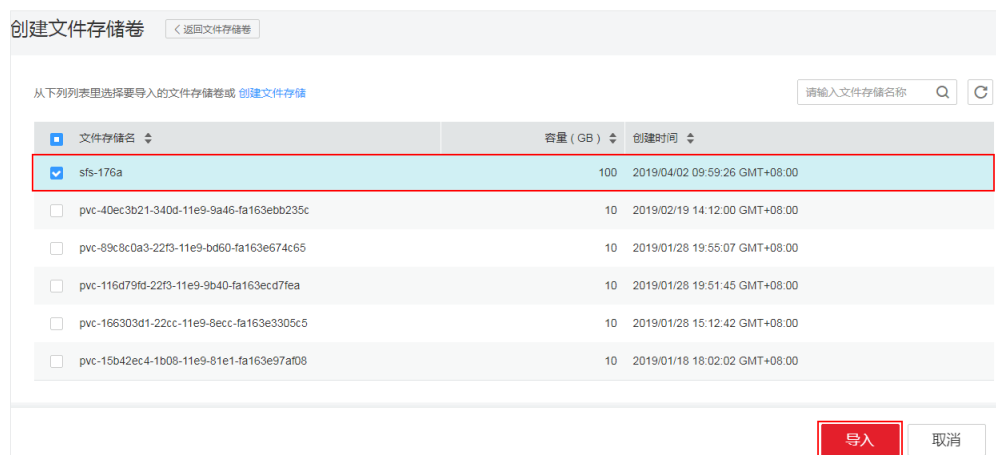 创建文件存储卷 < 返回文件存储卷
从下列列表里选择要导入的文件存储卷或 创建文件存储 请输入文件存储名称
文件存储名 容量(GB) 创建时间
sfs-176a 100 2019/04/02 09:59:26 GMT+08:00
pvc-40ec3b21-340d-11e9-9a46-fa163ebb235c 10 2019/02/19 14:12:00 GMT+08:00
pvc-89c8c0a3-22f3-11e9-bd60-fa163e674c65 10 2019/01/28 19:55:07 GMT+08:00
pvc-116d79fd-22f3-11e9-9b40-fa163ecd7fea 10 2019/01/28 19:51:45 GMT+08:00
pvc-166303d1-22cc-11e9-8ecc-fa163e3305c5 10 2019/01/28 15:12:42 GMT+08:00
pvc-15b42ec4-1b08-11e9-81e1-fa163e97af08 10 2019/01/18 18:02:02 GMT+08:00
导入 取消